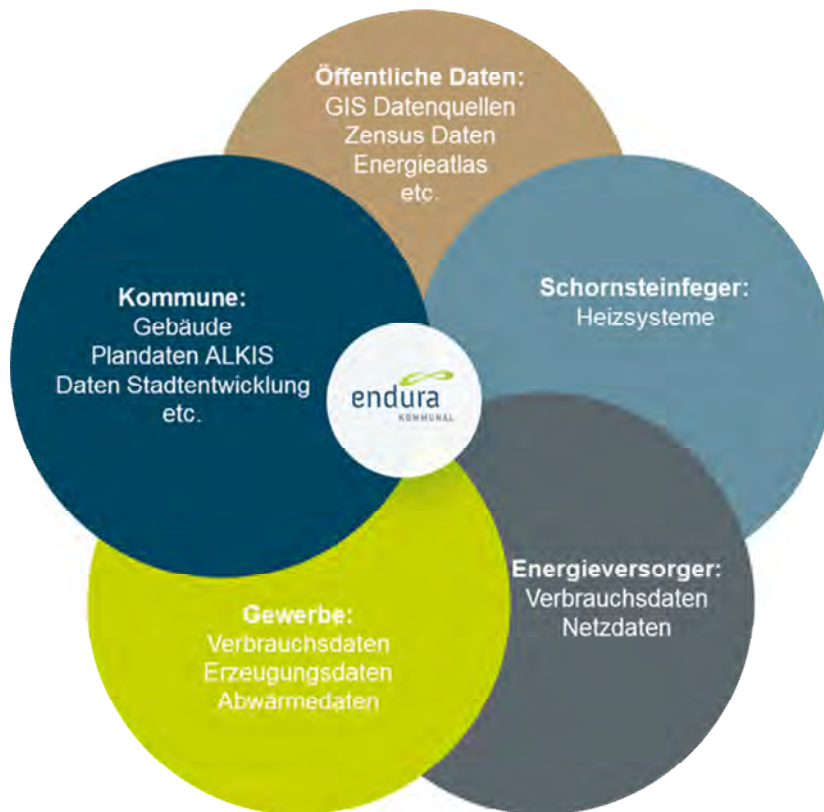 Öffentliche Daten:
GIS Datenquellen
Zensus Daten
Energieatlas
etc.
Kommune:
Gebäude
Plandaten ALKIS
Daten Stadtentwicklung
etc.
Schornsteinfeger:
Heizsysteme
endura
KOMMUNAL
Energieversorger:
Verbrauchsdaten
Netzdaten
Gewerbe:
Verbrauchsdaten
Erzeugungsdaten
Abwärmedaten